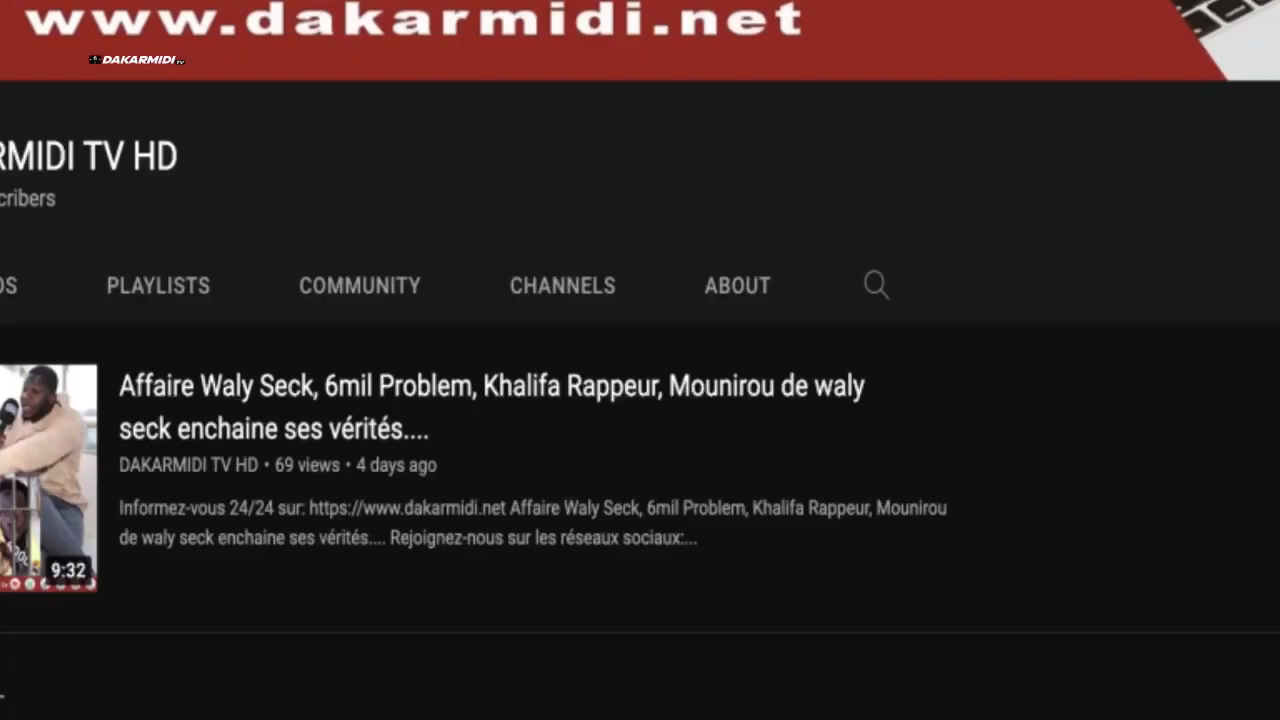 www.dakarmidi.net
DAKARMIDI TV
RMIDI TV HD
cribers
OS PLAYLISTS COMMUNITY CHANNELS ABOUT
Affaire Waly Seck, 6mil Problem, Khalifa Rappeur, Mounirou de waly
seck enchaine ses vérités....
DAKARMIDI TV HD • 69 views • 4 days ago
Informez-vous 24/24 sur: https://www.dakarmidi.net Affaire Waly Seck, 6mil Problem, Khalifa Rappeur, Mounirou
de waly seck enchaine ses vérités.... Rejoignez-nous sur les réseaux sociaux:...
9:32